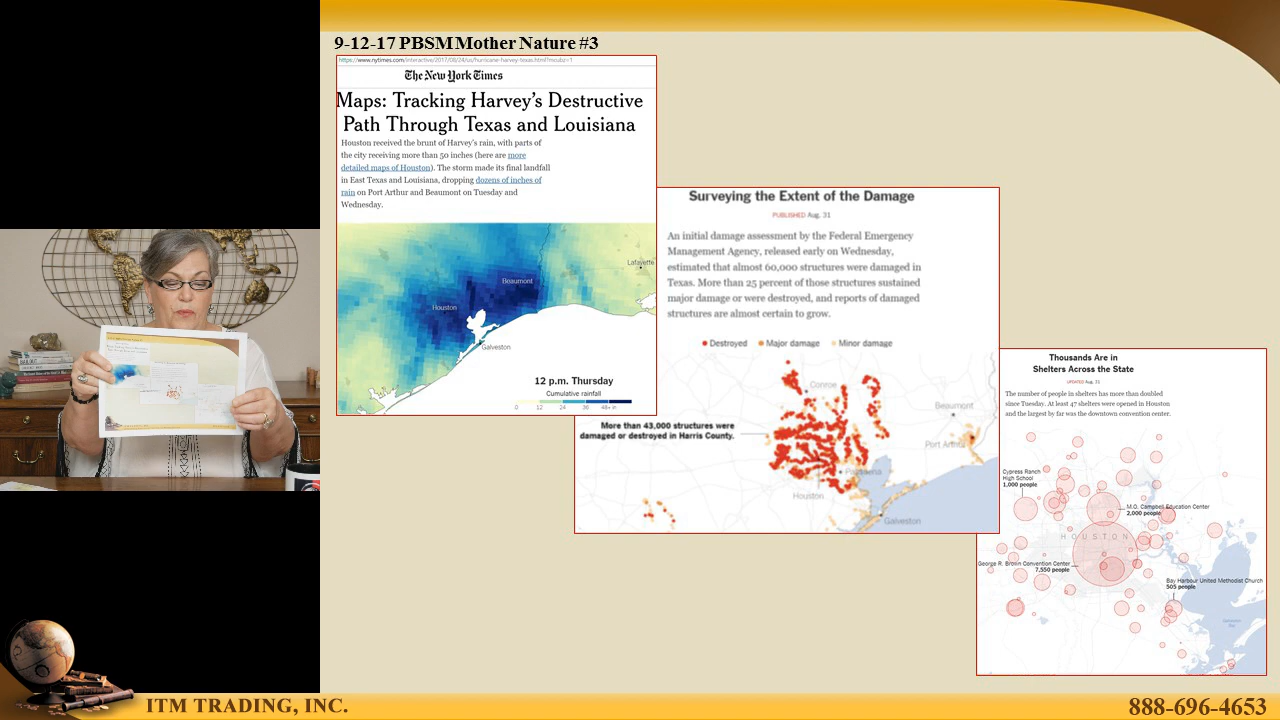 9-12-17 PBSM Mother Nature #3
https://www.nytimes.com/interactive/2017/08/24/us/hurricane-harvey-texas.html?mcubz=1
The New York Times
Maps: Tracking Harvey's Destructive
Path Through Texas and Louisiana
Houston received the brunt of Harvey's rain, with parts of
the city receiving more than 50 inches (here are more
detailed maps of Houston). The storm made its final landfall
in East Texas and Louisiana, dropping dozens of inches of
rain on Port Arthur and Beaumont on Tuesday and
Wednesday.
Lafayette
Beaumont
Houston
Galveston
12 p.m. Thursday
Cumulative rainfall
0 12 24 36 48+ in
Surveying the Extent of the Damage
PUBLISHED Aug. 31
An initial damage assessment by the Federal Emergency
Management Agency, released early on Wednesday,
estimated that almost 60,000 structures were damaged in
Texas. More than 25 percent of those structures sustained
major damage or were destroyed, and reports of damaged
structures are almost certain to grow.
Destroyed Major damage Minor damage
Conroe
Beaumont
More than 43,000 structures were
damaged or destroyed in Harris County.
Port Arthur
Pasadena
Houston
Galveston
Thousands Are in
Shelters Across the State
UPDATED Aug. 31
The number of people in shelters has more than doubled
since Tuesday. At least 47 shelters were opened in Houston
and the largest by far was the downtown convention center.
Cypress Ranch
High School
1,000 people
M.O. Campbell Education Center
2,000 people
HOUSTON
George R. Brown Convention Center
7,550 people
Bay Harbour United Methodist Church
505 people
ITM TRADING, INC.
888-696-4653